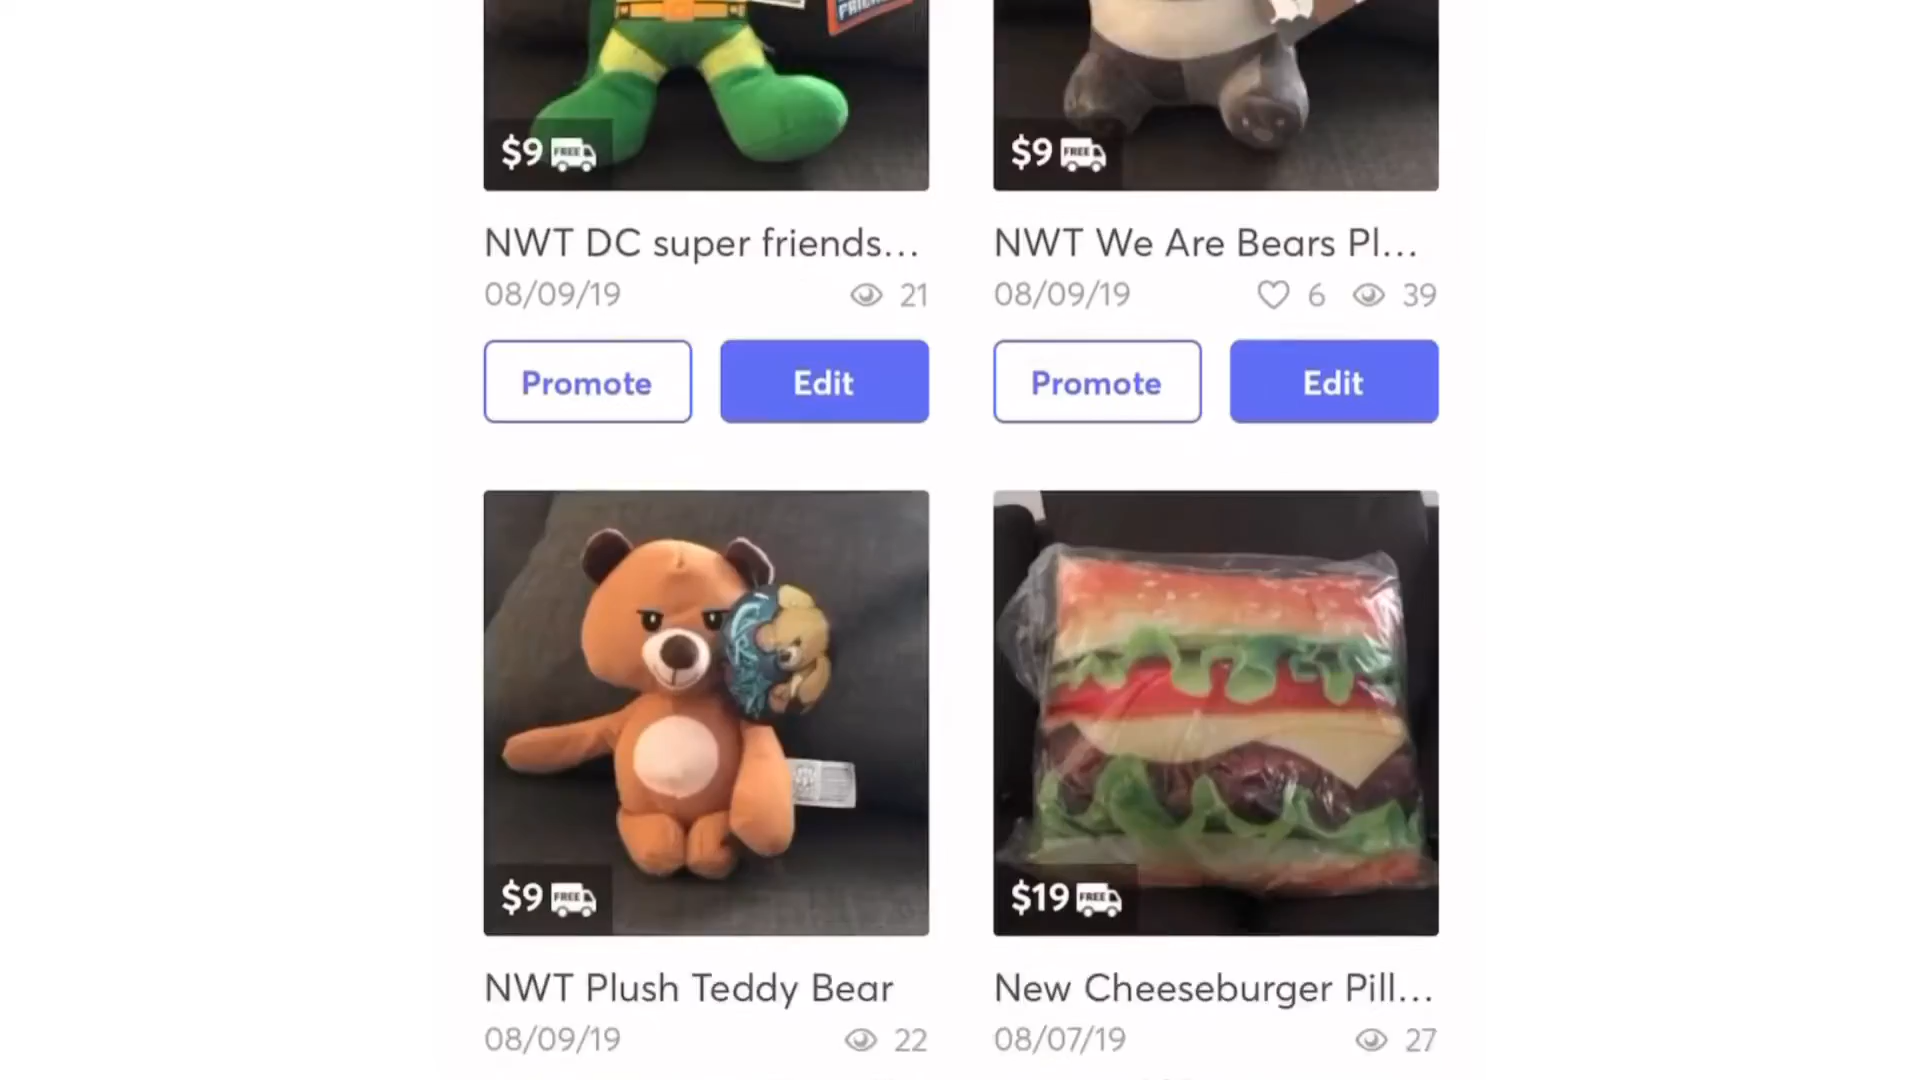 FRIENDS
$9 FREE
$9 FREE
NWT DC super friends...
NWT We Are Bears Pl...
08/09/19 21
08/09/19 6 39
Promote Edit
Promote Edit
$9 FREE
$19 FREE
NWT Plush Teddy Bear
New Cheeseburger Pill...
08/09/19 22
08/07/19 27